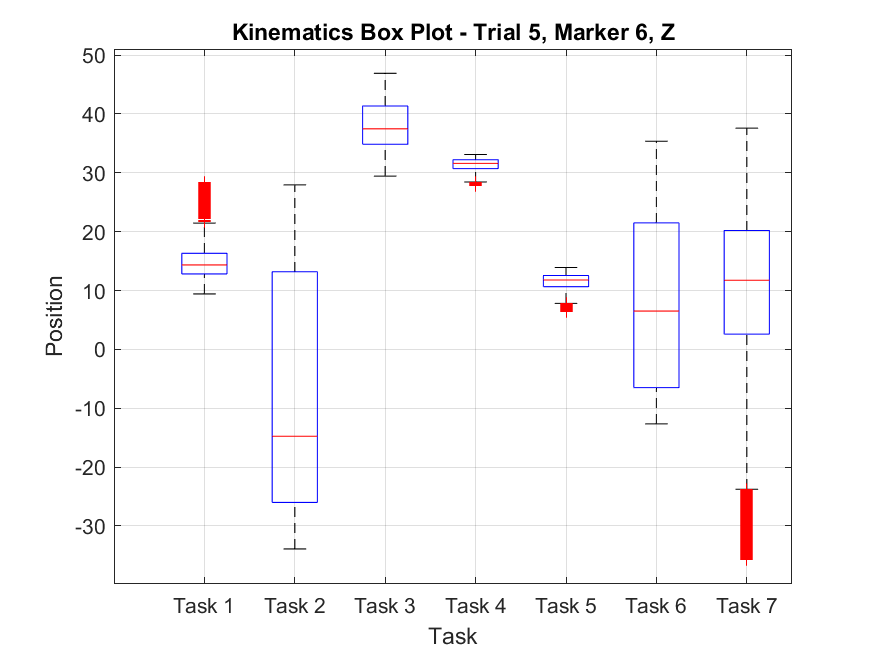 Kinematics Box Plot - Trial 5, Marker 6, Z
50
40
30
20
10
0
-10
-20
-30
Position
Task 1 Task 2 Task 3 Task 4 Task 5 Task 6 Task 7
Task